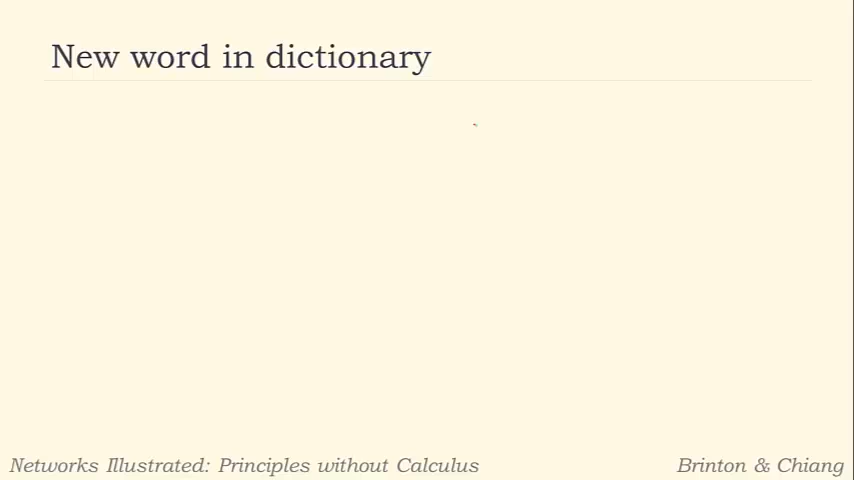 New word in dictionary
Networks Illustrated: Principles without Calculus
Brinton & Chiang